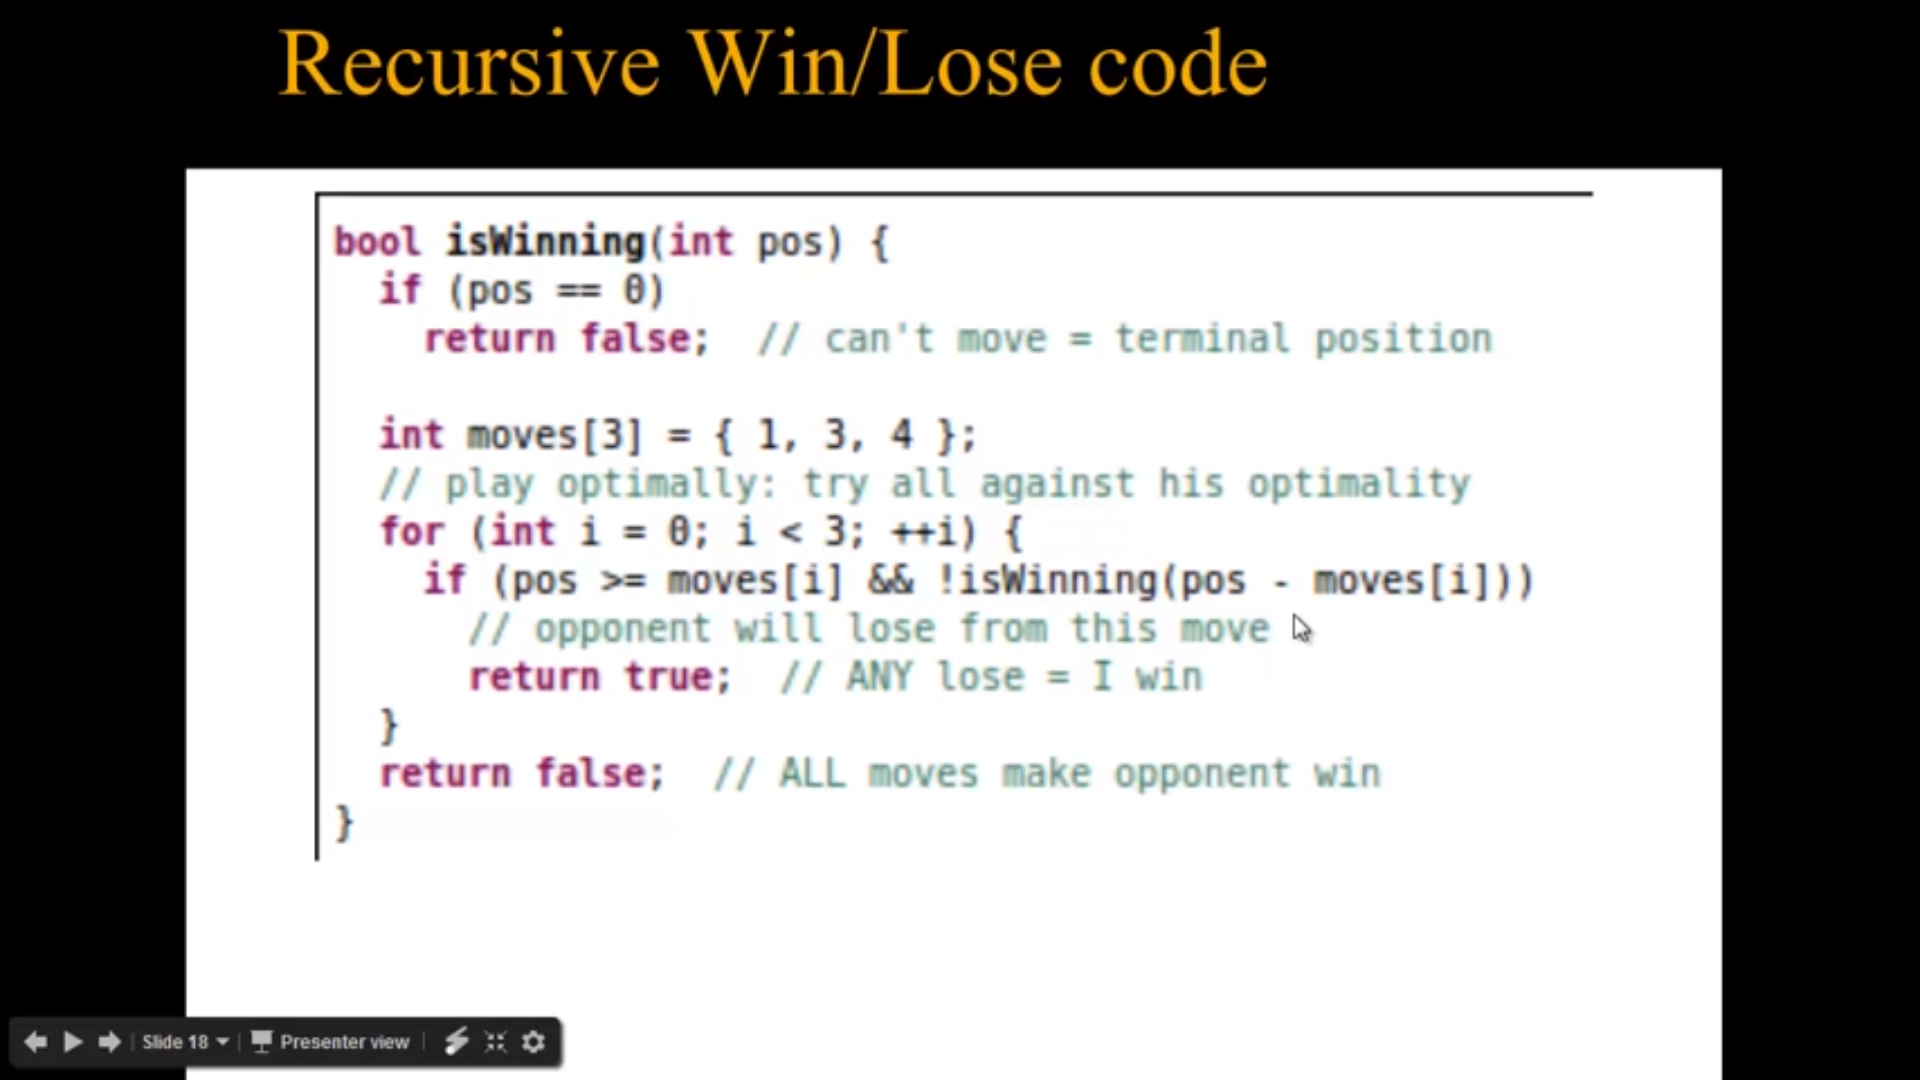 Recursive Win/Lose code
bool isWinning(int pos) {
  if (pos == 0)
    return false;  // can't move = terminal position

  int moves[3] = { 1, 3, 4 };
  // play optimally: try all against his optimality
  for (int i = 0; i < 3; ++i) {
    if (pos >= moves[i] && !isWinning(pos - moves[i]))
      // opponent will lose from this move
      return true;  // ANY lose = I win
  }
  return false;  // ALL moves make opponent win
}
Slide 18 Presenter view